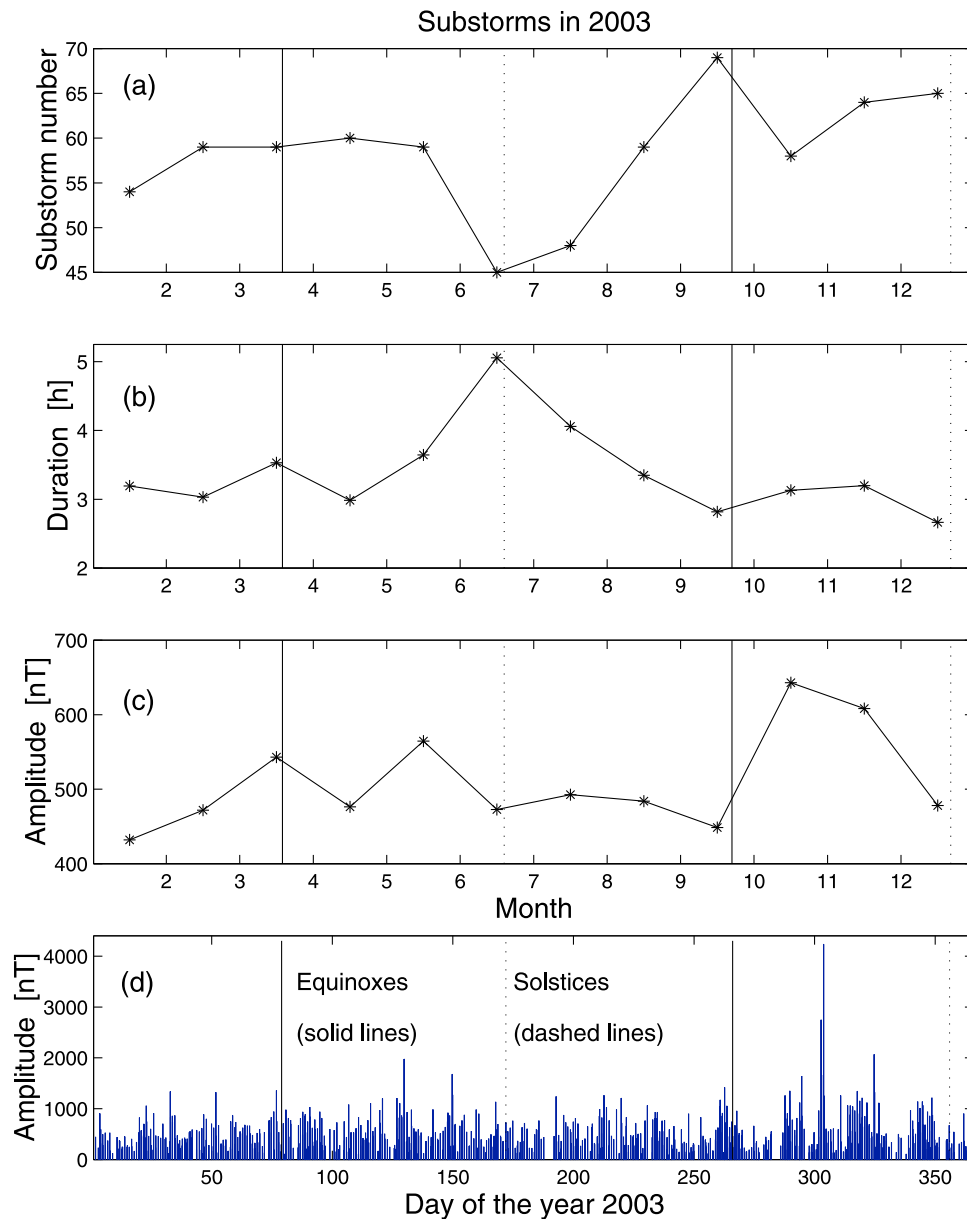 Substorms in 2003
(a)
Substorm number
70
65
60
55
50
45
2 3 4 5 6 7 8 9 10 11 12
(b)
Duration [h]
5
4
3
2
2 3 4 5 6 7 8 9 10 11 12
(c)
Amplitude [nT]
700
600
500
400
2 3 4 5 6 7 8 9 10 11 12
Month
(d)
Amplitude [nT]
4000
3000
2000
1000
0
Equinoxes
(solid lines)
Solstices
(dashed lines)
50 100 150 200 250 300 350
Day of the year 2003